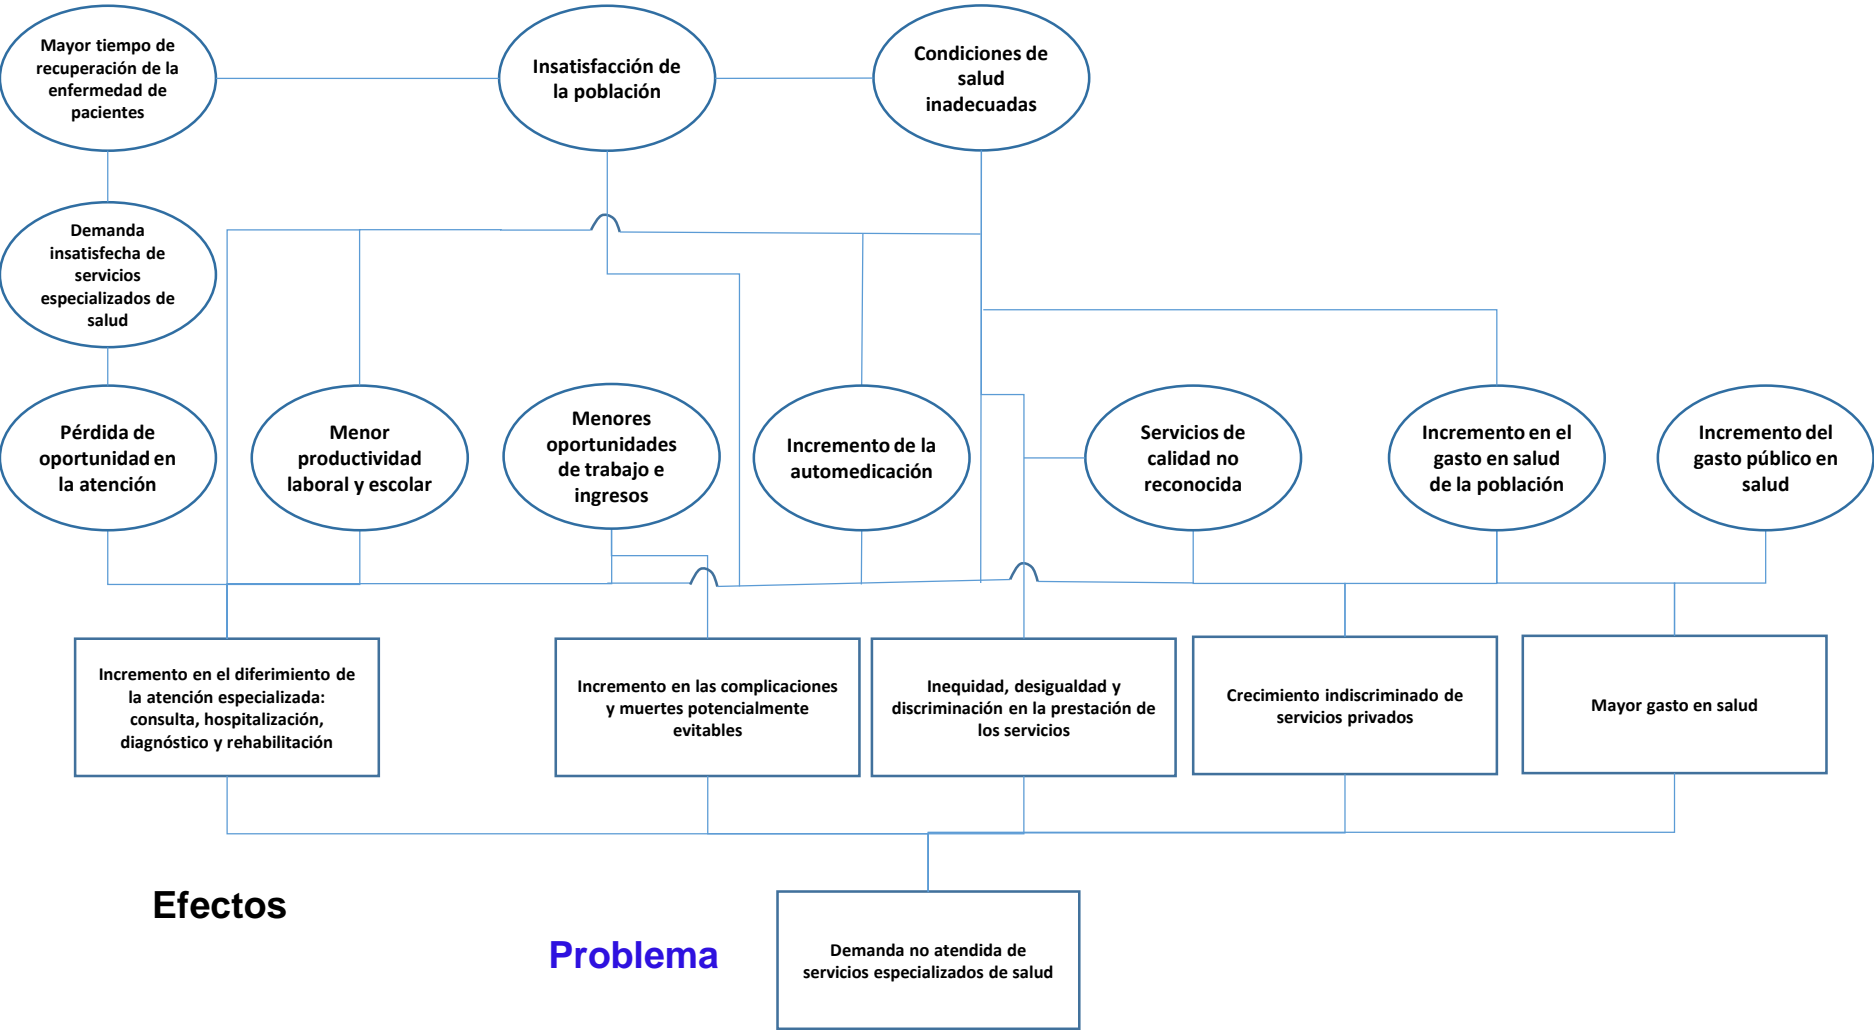 Mayor tiempo de
recuperación de la
enfermedad de
pacientes
Insatisfacción de
la población
Condiciones de
salud
inadecuadas
Demanda
insatisfecha de
servicios
especializados de
salud
Pérdida de
oportunidad en
la atención
Menor
productividad
laboral y escolar
Menores
oportunidades
de trabajo e
ingresos
Incremento de la
automedicación
Servicios de
calidad no
reconocida
Incremento en el
gasto en salud
de la población
Incremento del
gasto público en
salud
Incremento en el diferimiento de
la atención especializada:
consulta, hospitalización,
diagnóstico y rehabilitación
Incremento en las complicaciones
y muertes potencialmente
evitables
Inequidad, desigualdad y
discriminación en la prestación de
los servicios
Crecimiento indiscriminado de
servicios privados
Mayor gasto en salud
Efectos
Problema
Demanda no atendida de
servicios especializados de salud